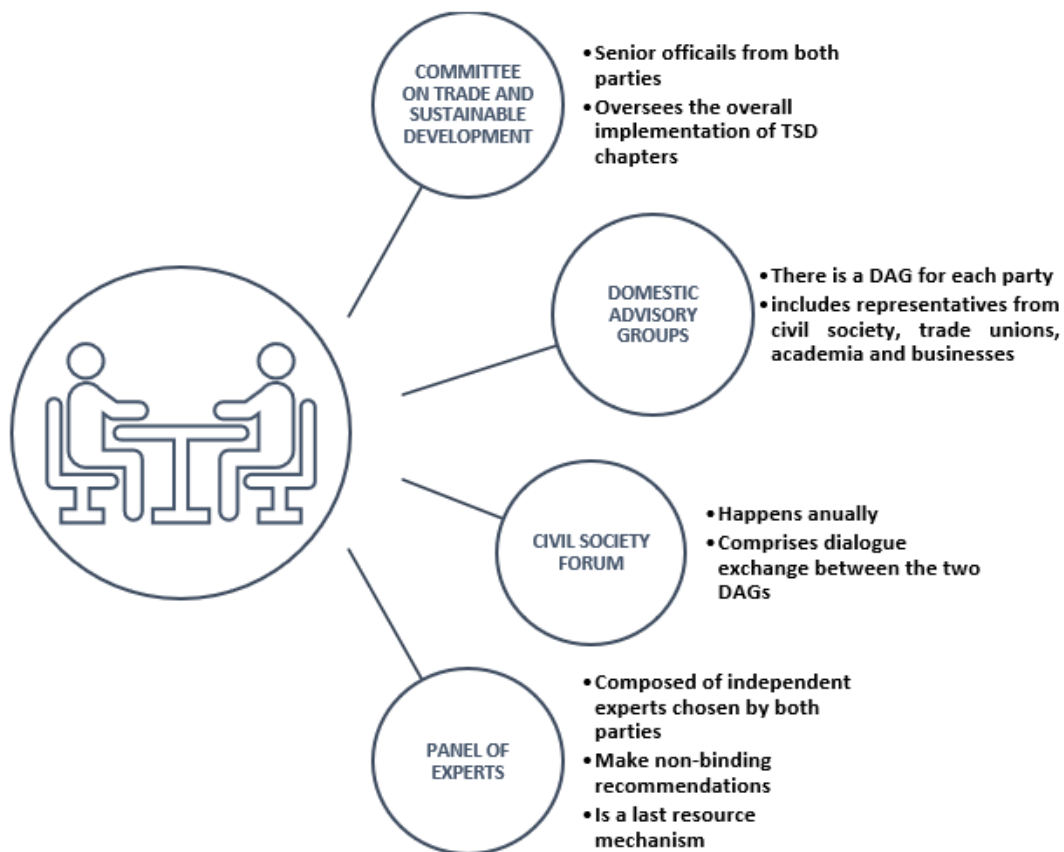 COMMITTEE
ON TRADE AND
SUSTAINABLE
DEVELOPMENT
•Senior officails from both
parties
•Oversees the overall
implementation of TSD
chapters
DOMESTIC
ADVISORY
GROUPS
•There is a DAG for each party
•includes representatives from
civil society, trade unions,
academia and businesses
CIVIL SOCIETY
FORUM
•Happens anually
•Comprises dialogue
exchange between the two
DAGs
PANEL OF
EXPERTS
•Composed of independent
experts chosen by both
parties
•Make non-binding
recommendations
•Is a last resource
mechanism